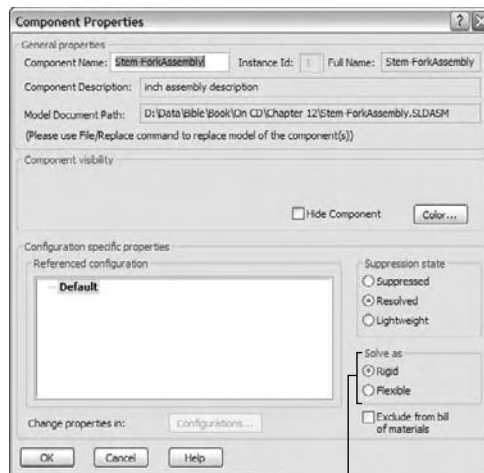 Component Properties
General properties
Component Name: Stem-ForkAssembly Instance Id: 1 Full Name: Stem-ForkAssembly
Component Description: inch assembly description
Model Document Path: D:\Data\Bible\Book\On CD\Chapter 12\Stem-ForkAssembly.SLDASM
(Please use File/Replace command to replace model of the component(s))
Component visibility
Hide Component Color...
Configuration specific properties
Referenced configuration
Default
Suppression state
Suppressed
Resolved
Lightweight
Solve as
Rigid
Flexible
Exclude from bill
of materials
Change properties in: Configurations...
OK Cancel Help